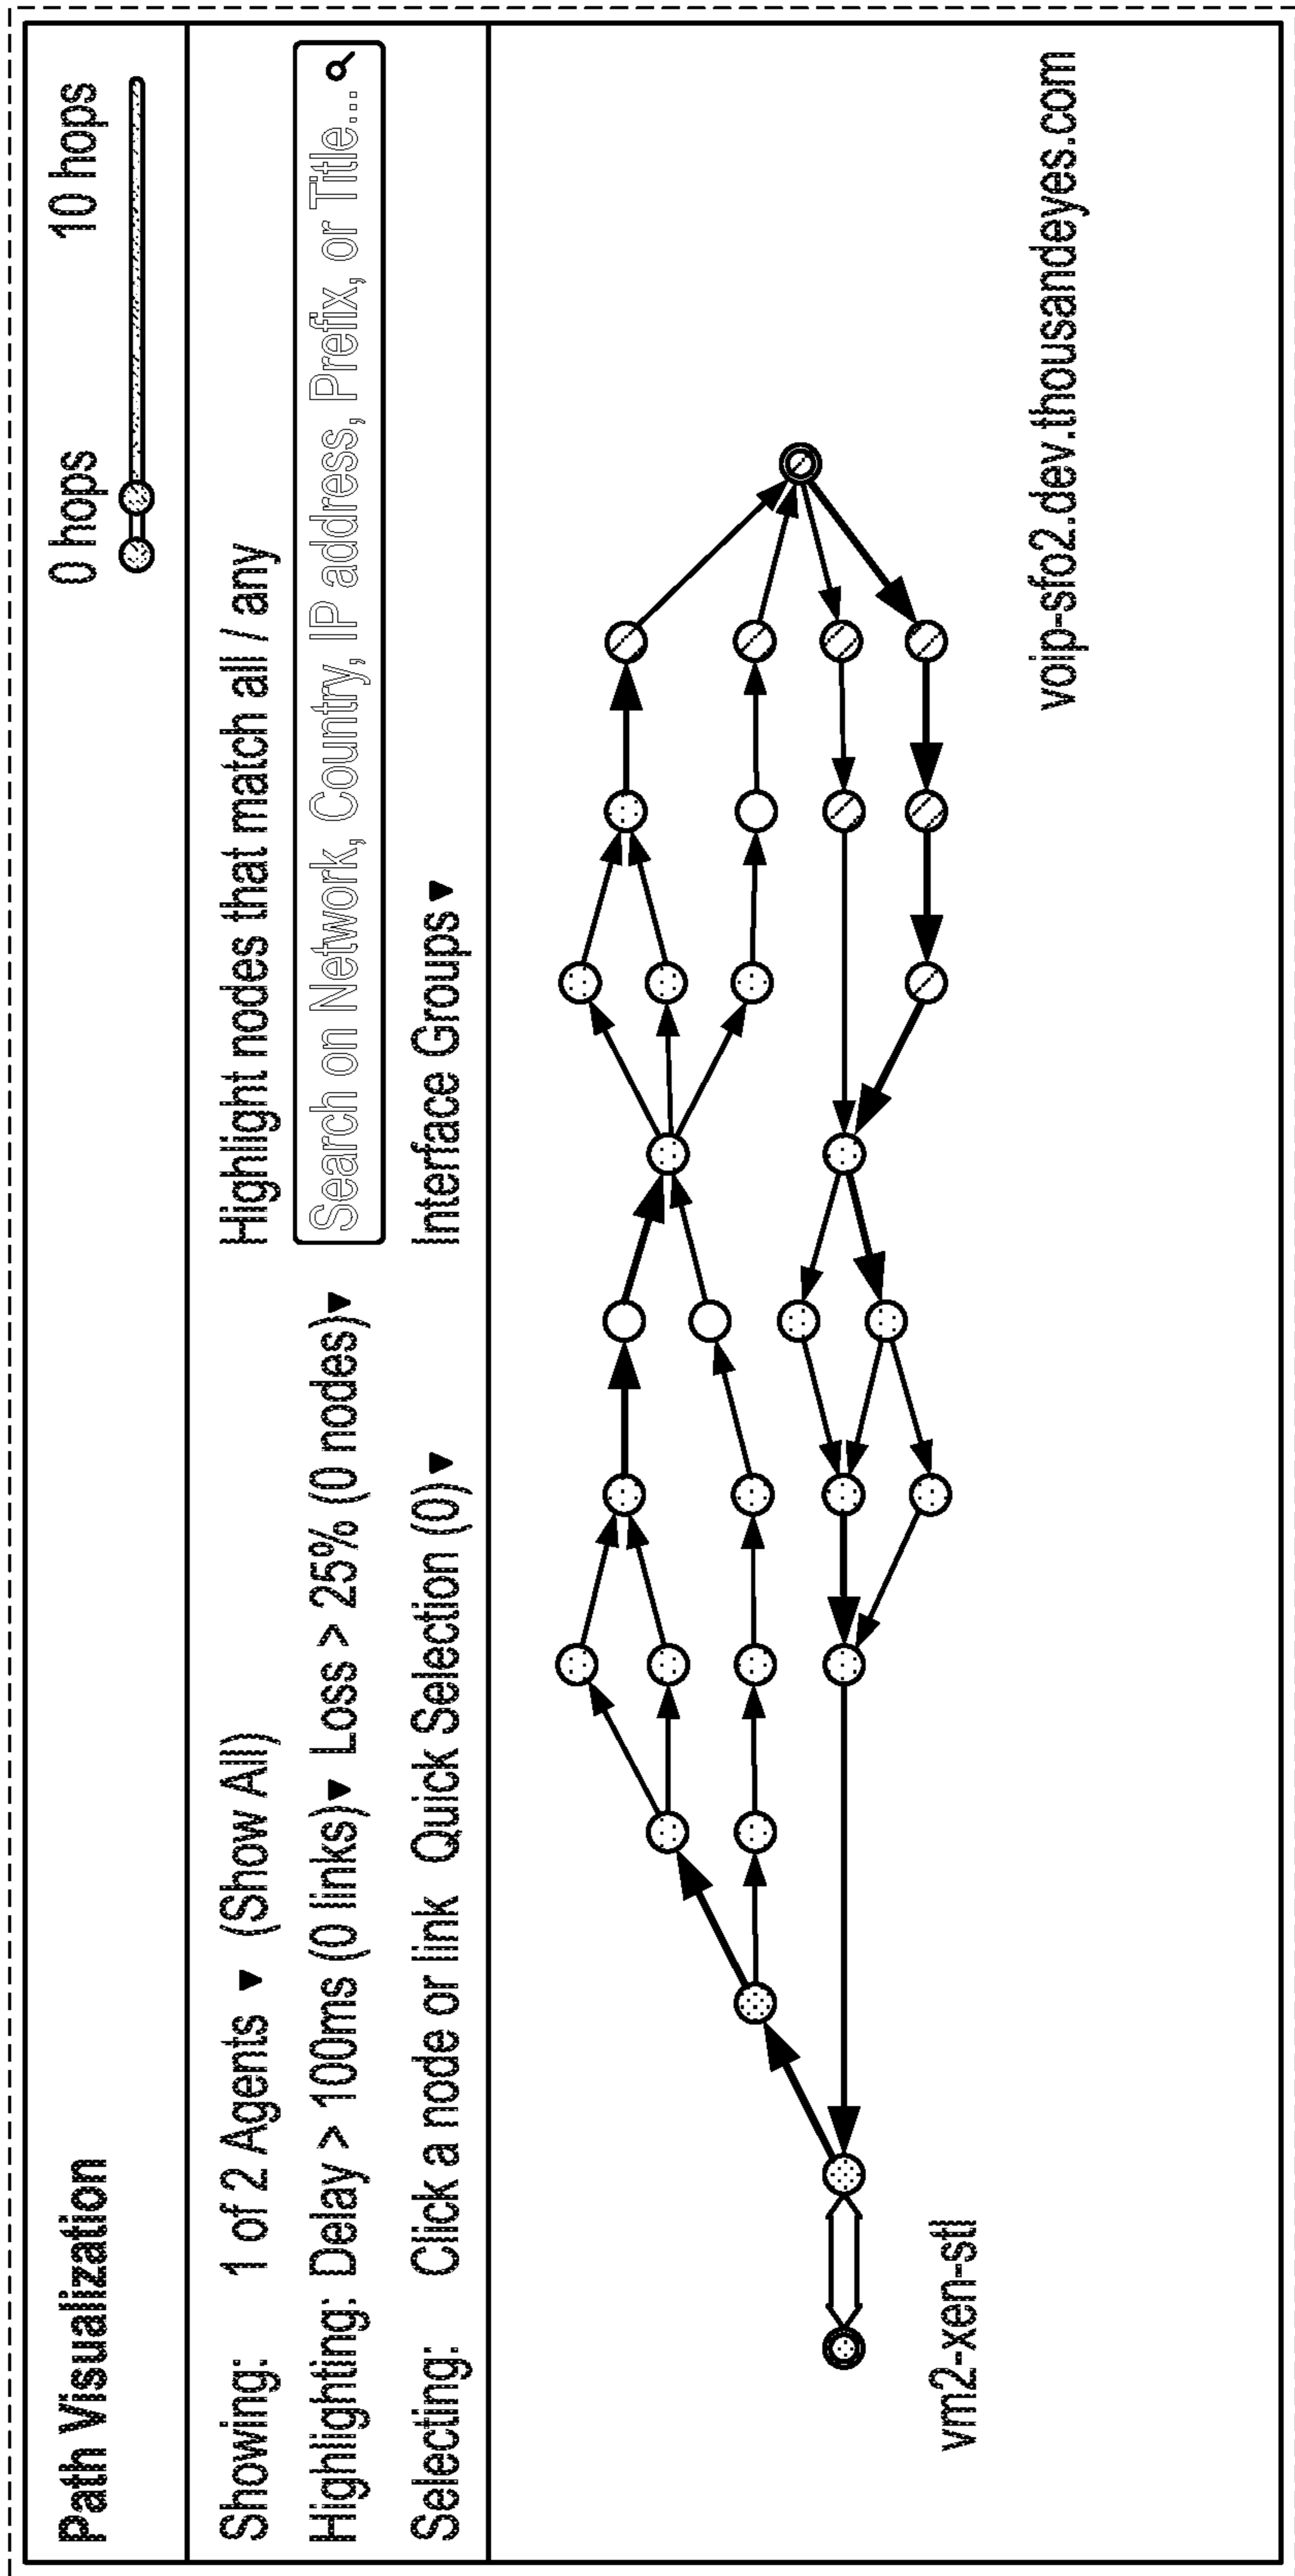 Path Visualization
0 hops 10 hops
Showing: 1 of 2 Agents ▾ (Show All) Highlight nodes that match all / any
Highlighting: Delay > 100ms (0 links)▾ Loss > 25% (0 nodes)▾ Search on Network, Country, IP address, Prefix, or Title...
Selecting: Click a node or link Quick Selection (0)▾ Interface Groups▾
vm2-xen-stl
voip-sfo2.dev.thousandeyes.com